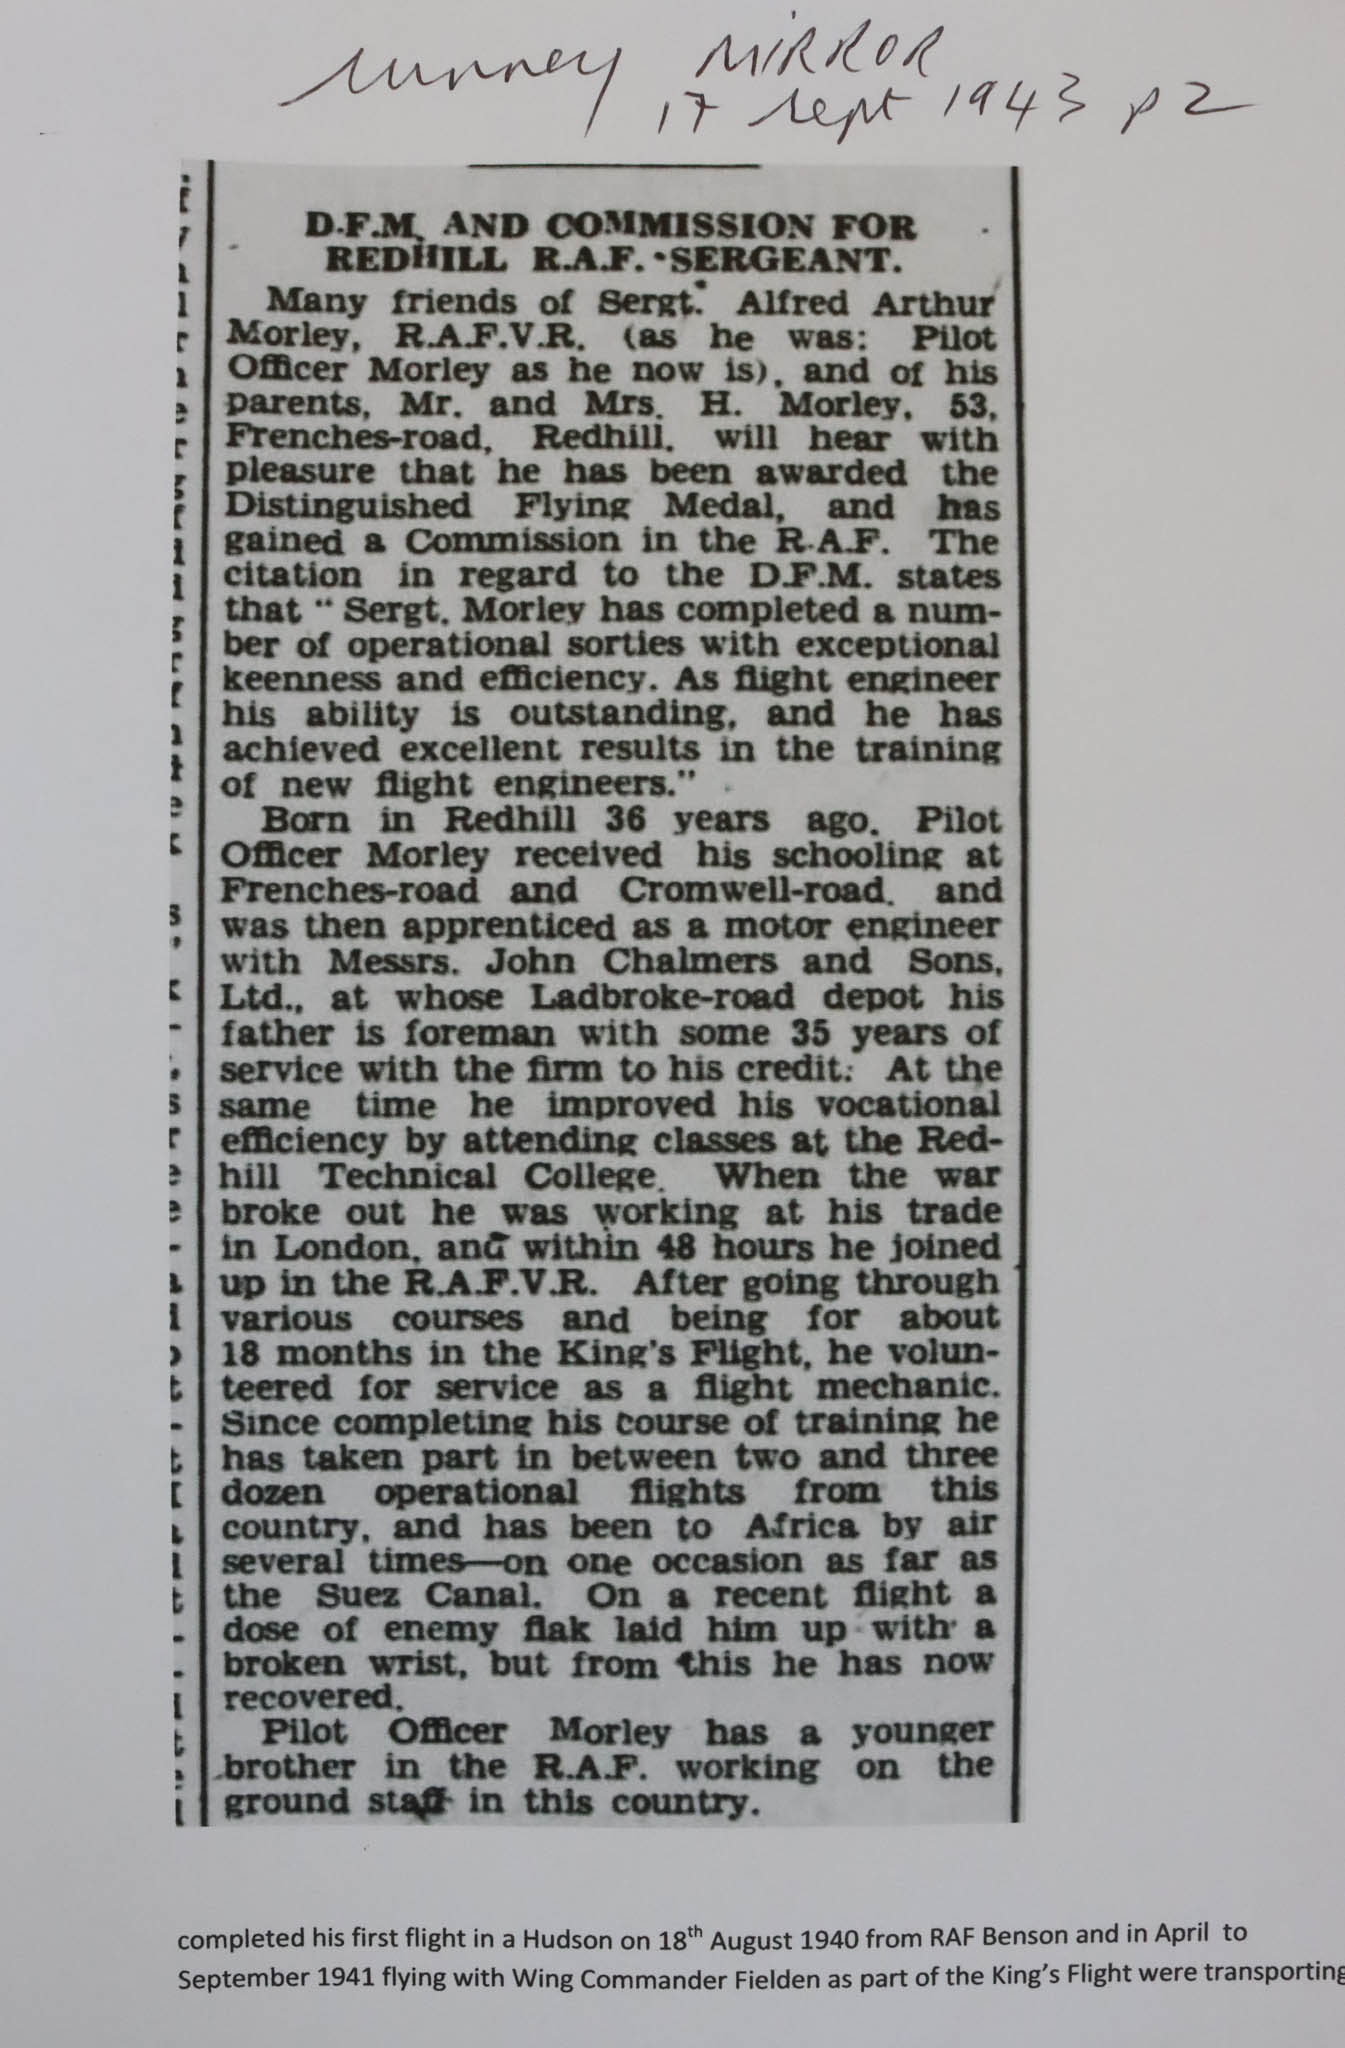 Surrey MIRROR
17 Sept 1943 p2
D.F.M. AND COMMISSION FOR
REDHILL R.A.F. SERGEANT.
Many friends of Sergt. Alfred Arthur
Morley, R.A.F.V.R. (as he was: Pilot
Officer Morley as he now is), and of his
parents, Mr. and Mrs. H. Morley, 53,
Frenches-road, Redhill, will hear with
pleasure that he has been awarded the
Distinguished Flying Medal, and has
gained a Commission in the R.A.F. The
citation in regard to the D.F.M. states
that "Sergt. Morley has completed a num-
ber of operational sorties with exceptional
keenness and efficiency. As flight engineer
his ability is outstanding, and he has
achieved excellent results in the training
of new flight engineers."
Born in Redhill 36 years ago, Pilot
Officer Morley received his schooling at
Frenches-road and Cromwell-road, and
was then apprenticed as a motor engineer
with Messrs. John Chalmers and Sons,
Ltd., at whose Ladbroke-road depot his
father is foreman with some 35 years of
service with the firm to his credit. At the
same time he improved his vocational
efficiency by attending classes at the Red-
hill Technical College. When the war
broke out he was working at his trade
in London, and within 48 hours he joined
up in the R.A.F.V.R. After going through
various courses and being for about
18 months in the King's Flight, he volun-
teered for service as a flight mechanic.
Since completing his course of training he
has taken part in between two and three
dozen operational flights from this
country, and has been to Africa by air
several times—on one occasion as far as
the Suez Canal. On a recent flight a
dose of enemy flak laid him up with a
broken wrist, but from this he has now
recovered.
Pilot Officer Morley has a younger
brother in the R.A.F. working on the
ground staff in this country.
completed his first flight in a Hudson on 18th August 1940 from RAF Benson and in April to
September 1941 flying with Wing Commander Fielden as part of the King's Flight were transporting